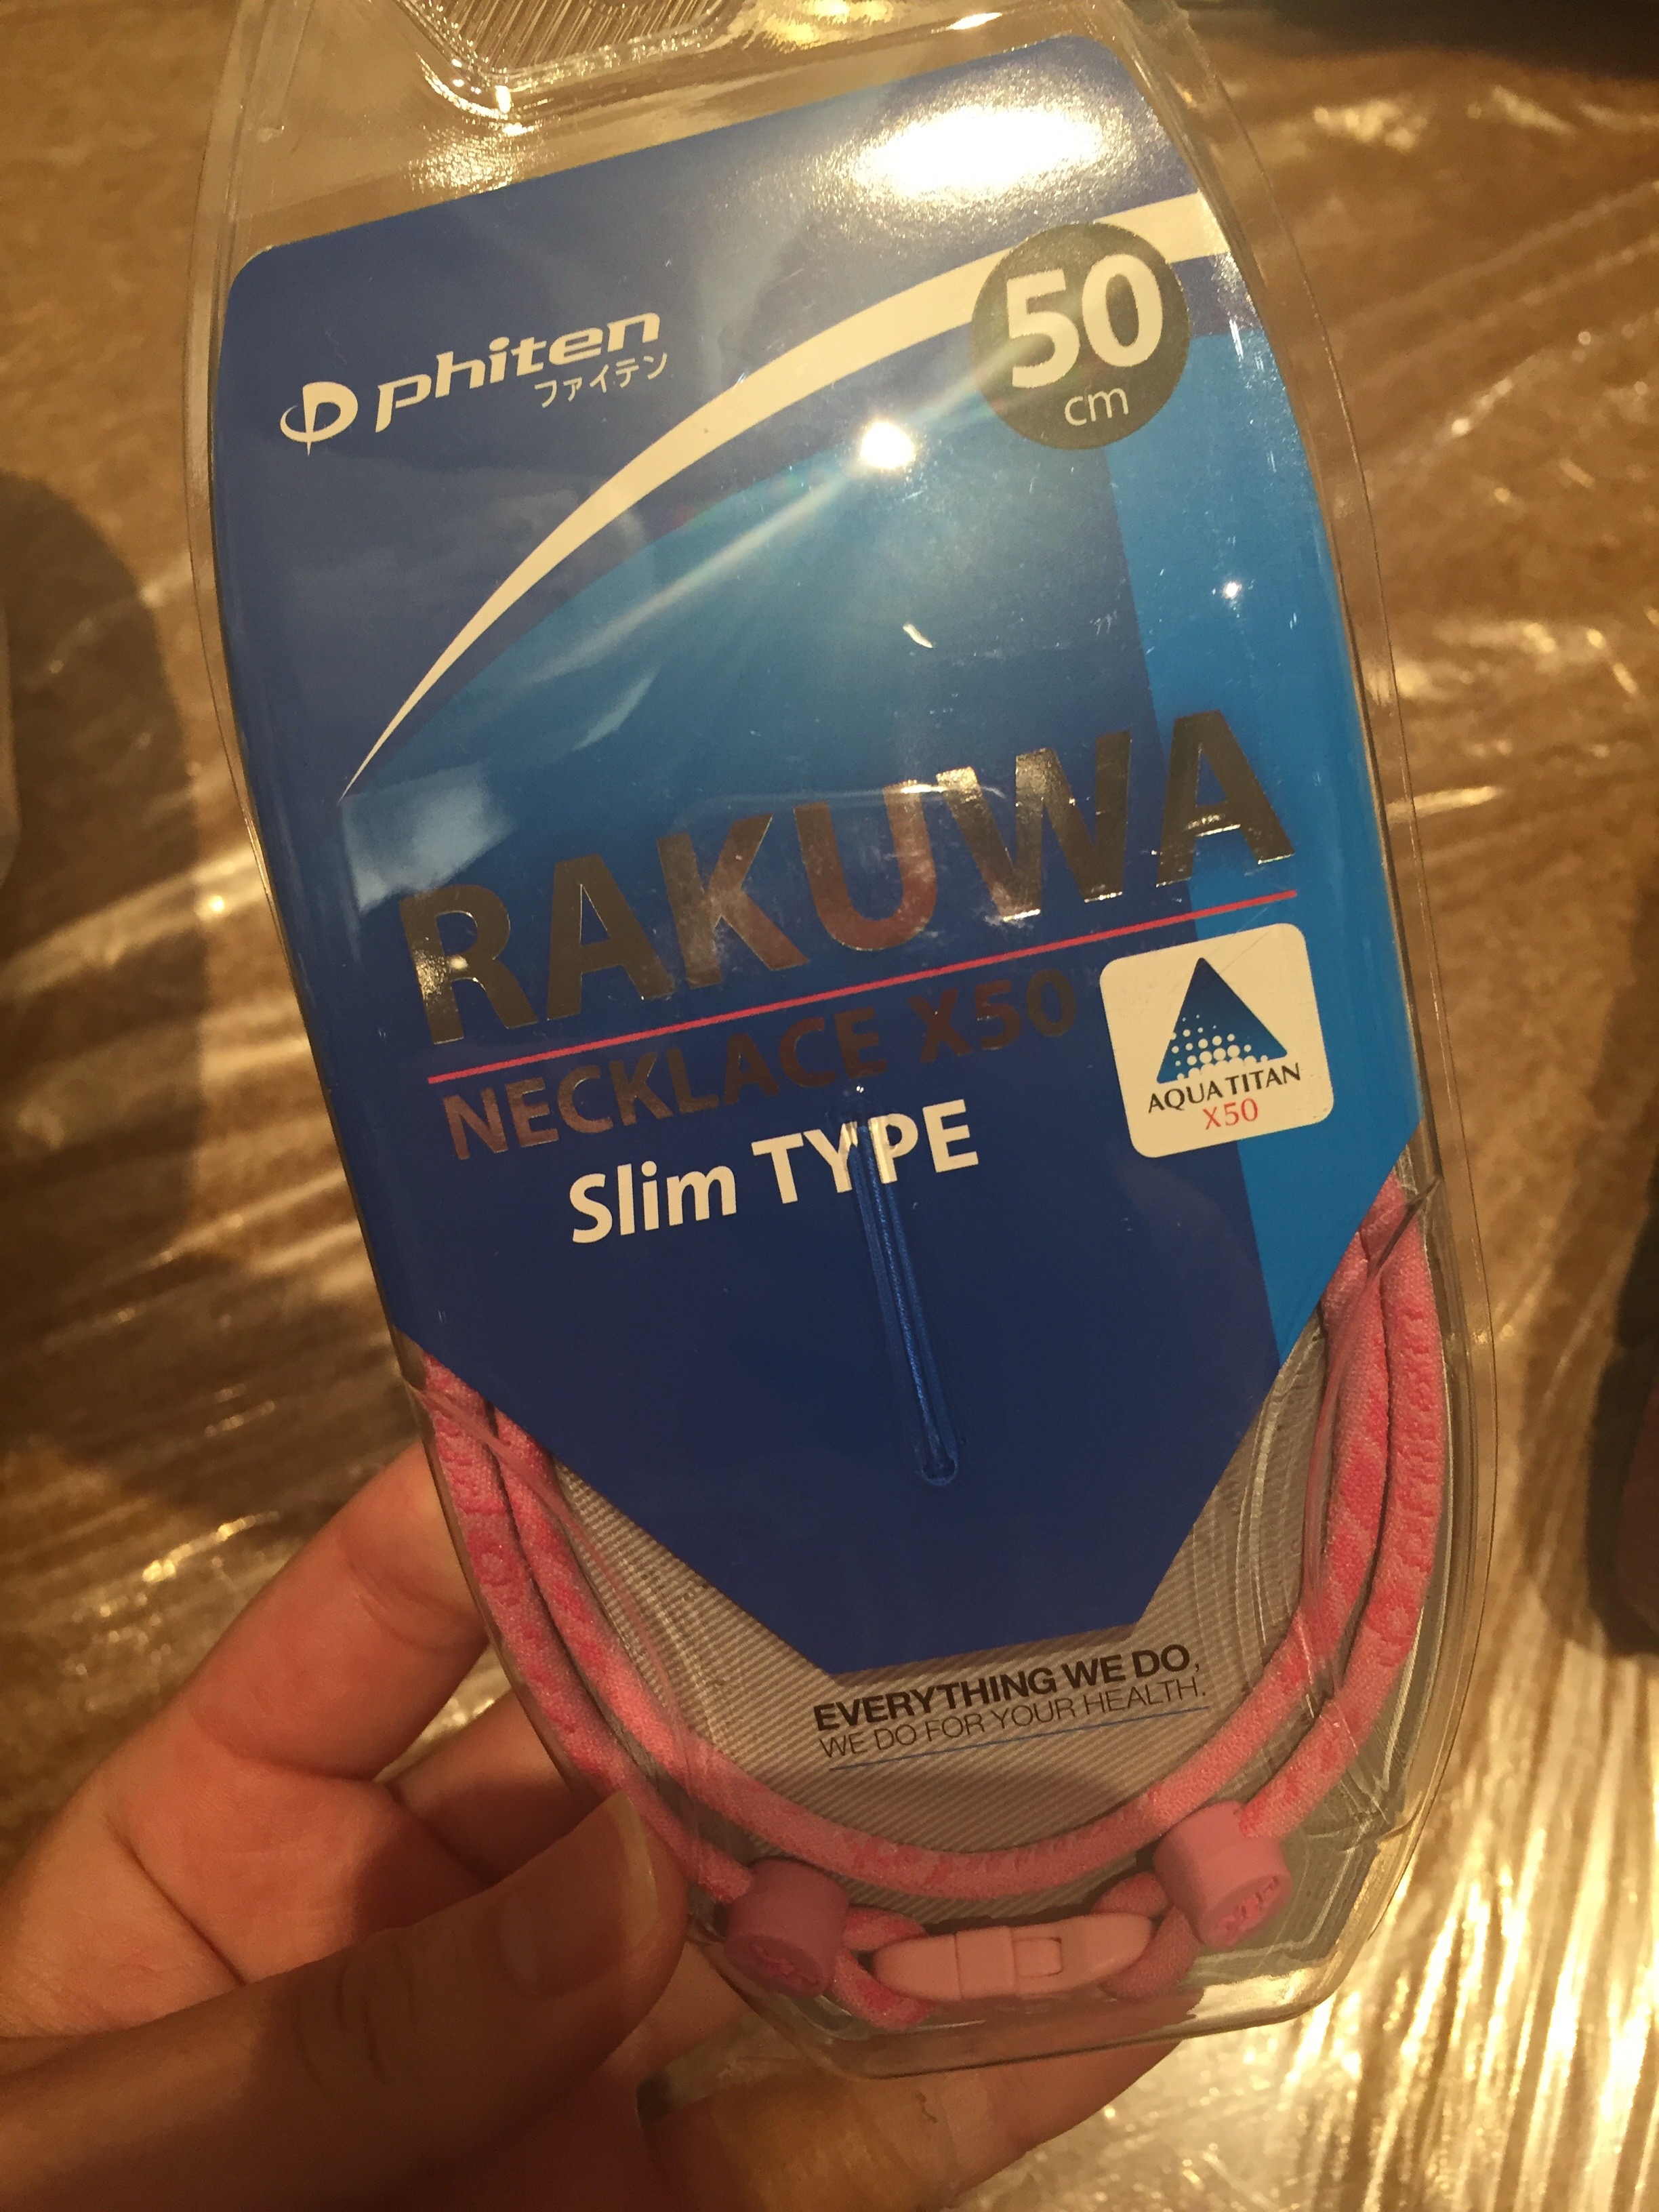 phiten
ファイテン
50
cm
RAKUWA
NECKLACE X50
Slim TYPE
AQUA TITAN
X50
EVERYTHING WE DO,
WE DO FOR YOUR HEALTH.